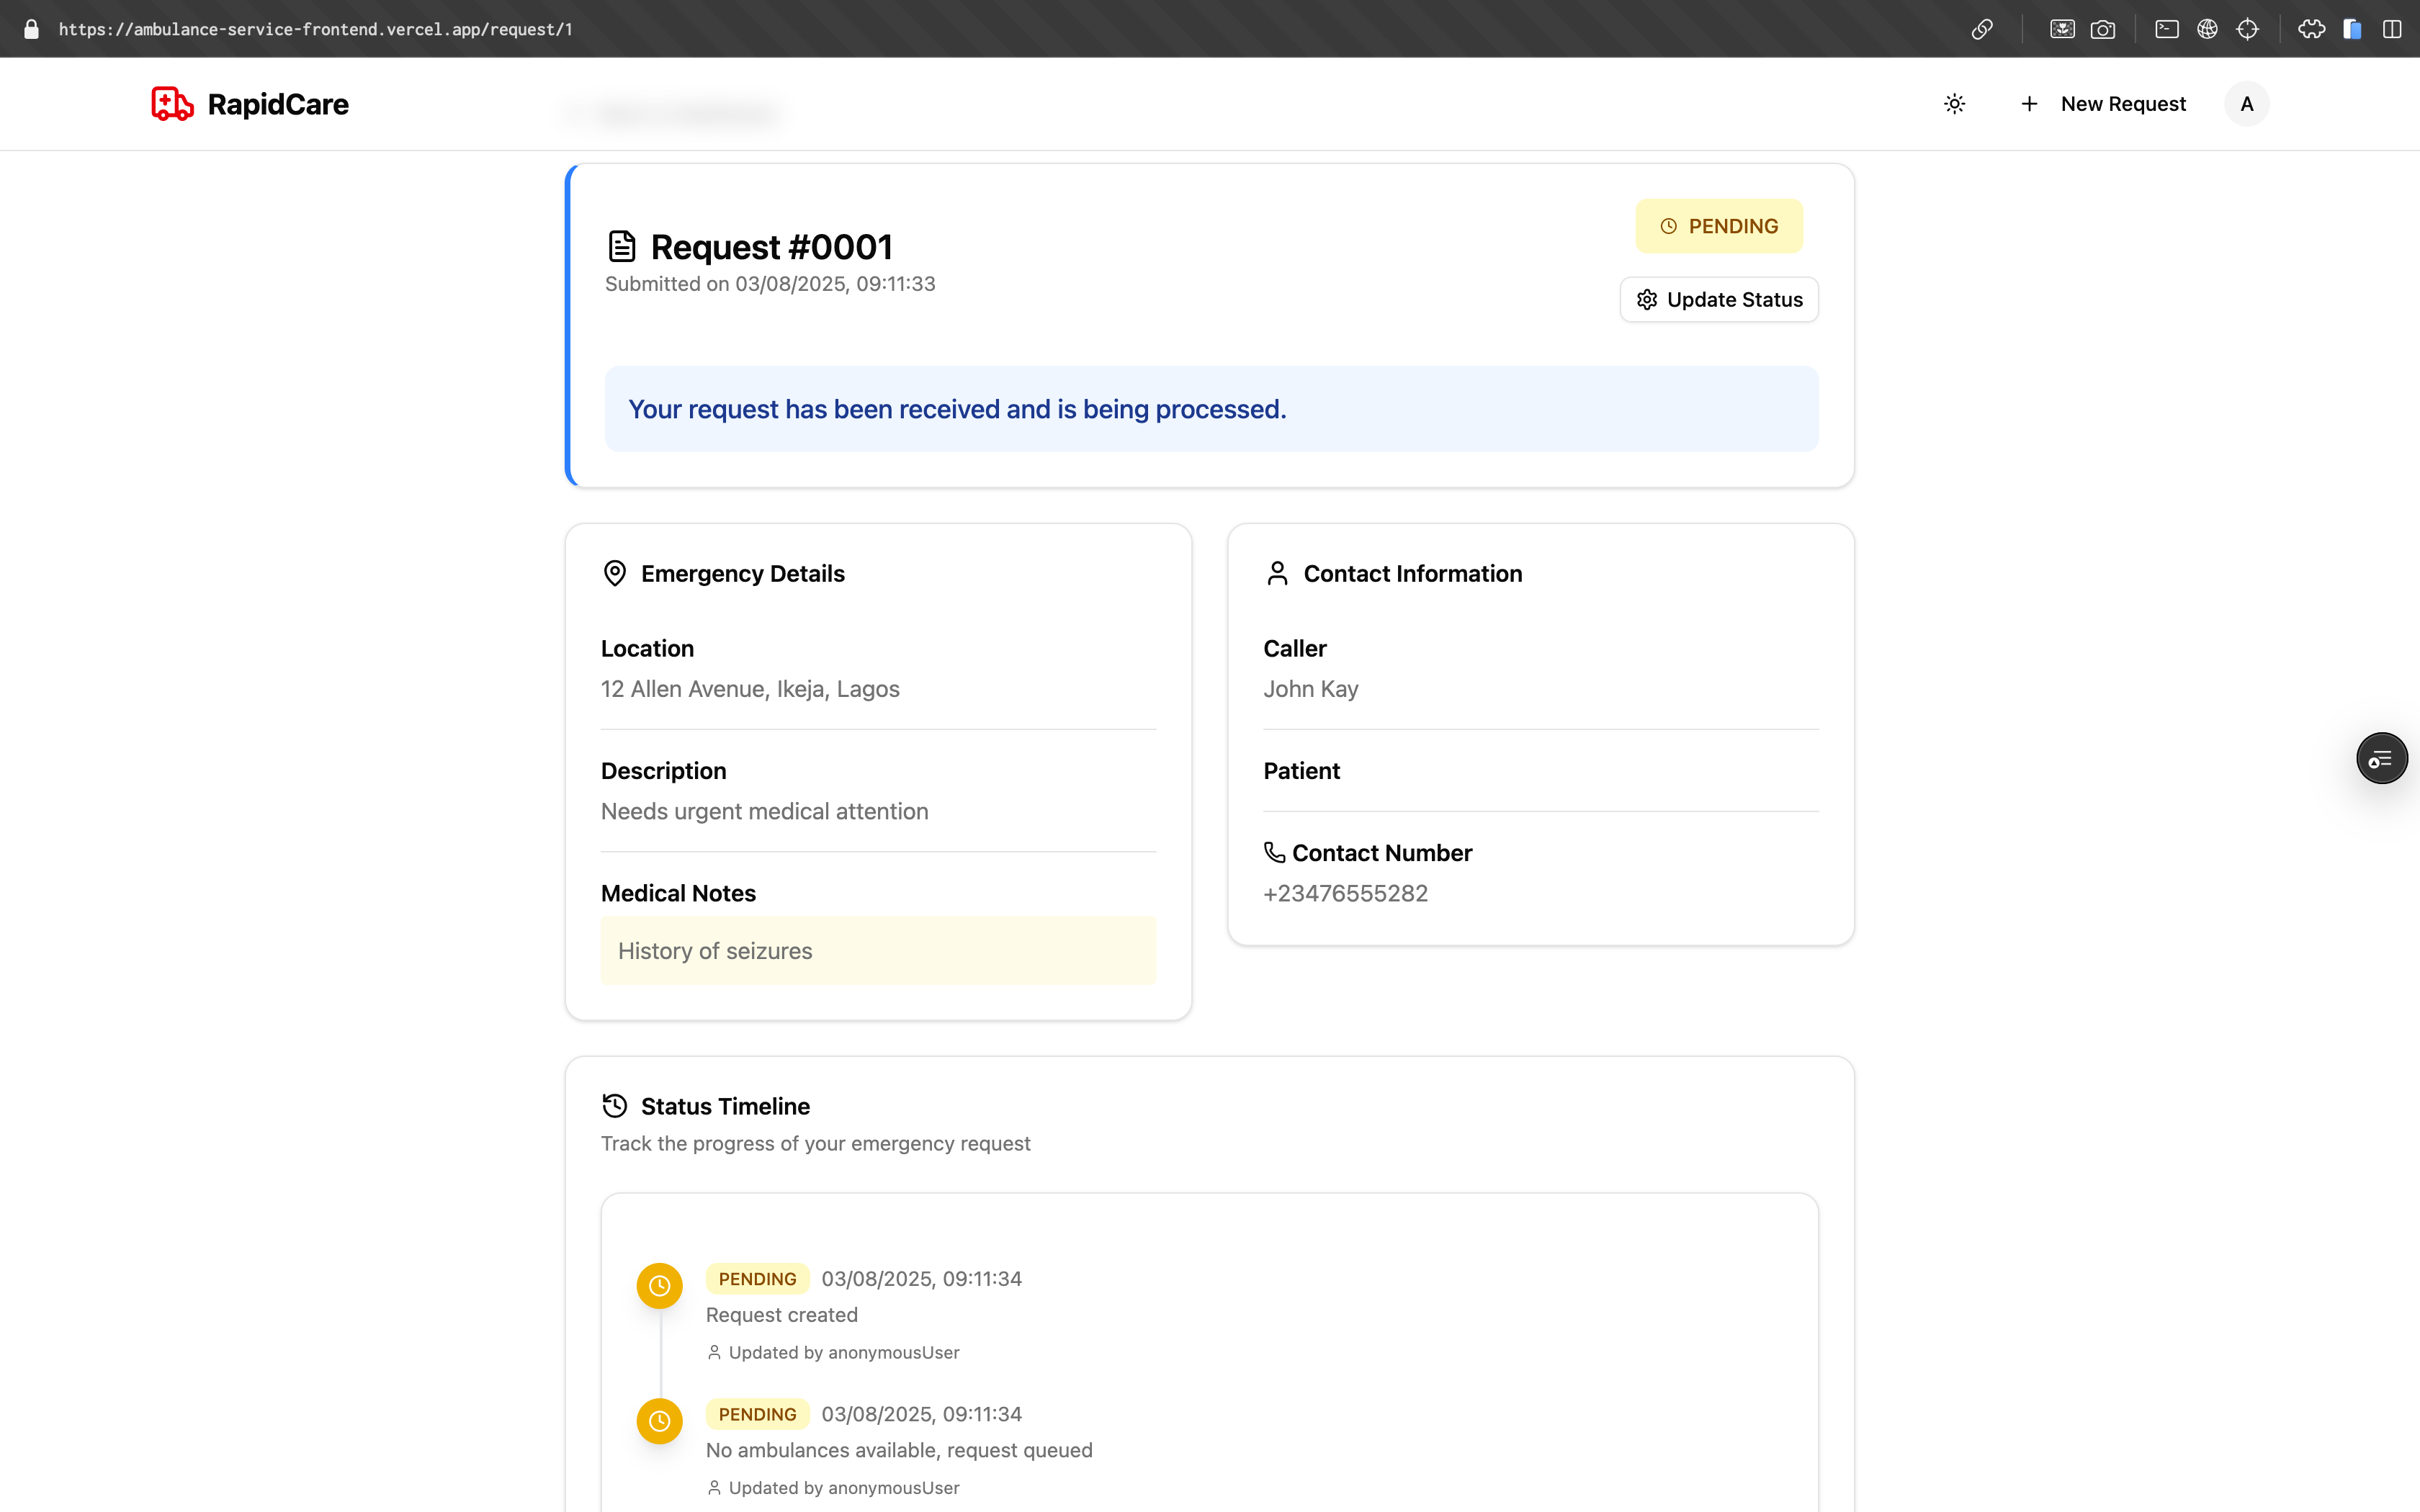 https://ambulance-service-frontend.vercel.app/request/1
RapidCare
New Request
A
Request #0001
Submitted on 03/08/2025, 09:11:33
PENDING
Update Status
Your request has been received and is being processed.
Emergency Details
Location
12 Allen Avenue, Ikeja, Lagos
Description
Needs urgent medical attention
Medical Notes
History of seizures
Contact Information
Caller
John Kay
Patient
Contact Number
+23476555282
Status Timeline
Track the progress of your emergency request
PENDING 03/08/2025, 09:11:34
Request created
Updated by anonymousUser
PENDING 03/08/2025, 09:11:34
No ambulances available, request queued
Updated by anonymousUser